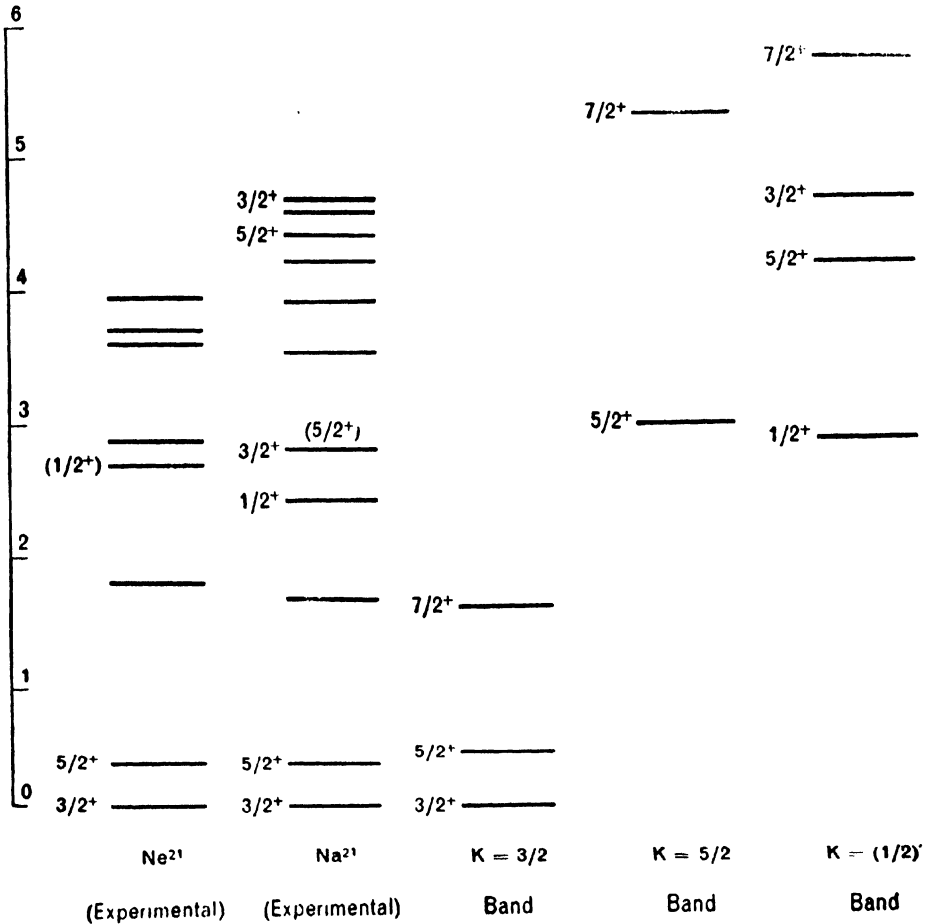 6
5
4
3
2
1
0
(1/2⁺)
5/2⁺
3/2⁺
Ne²¹
(Experimental)
3/2⁺
5/2⁺
(5/2⁺)
3/2⁺
1/2⁺
5/2⁺
3/2⁺
Na²¹
(Experimental)
7/2⁺
5/2⁺
3/2⁺
K = 3/2
Band
7/2⁺
5/2⁺
K = 5/2
Band
7/2⁺
3/2⁺
5/2⁺
1/2⁺
K = (1/2)'
Band